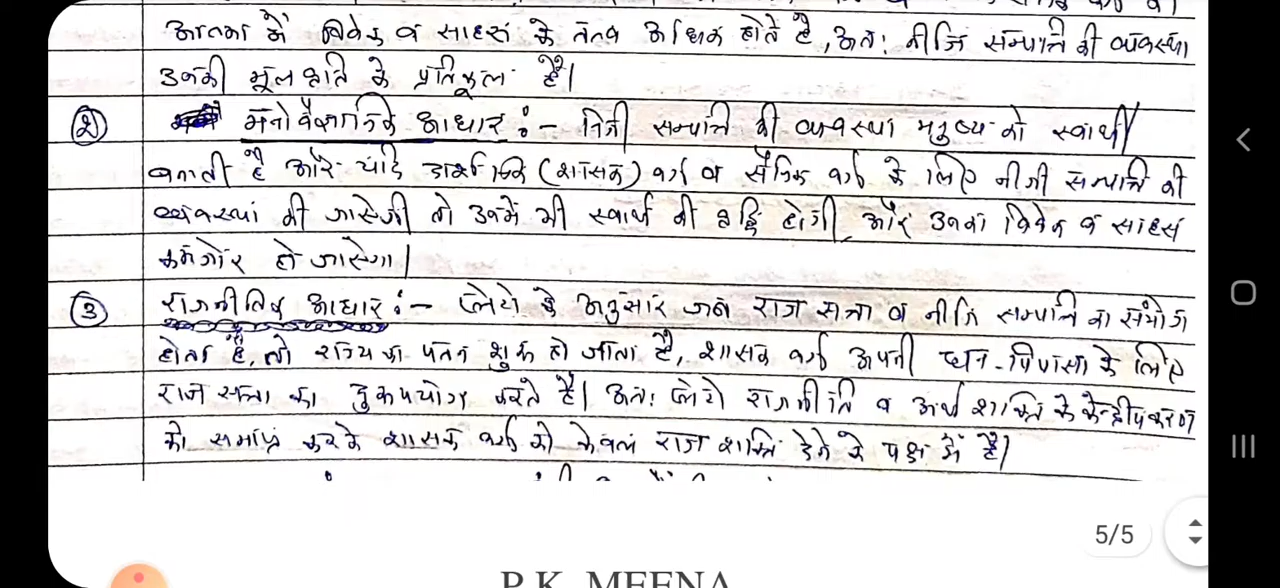 आत्मा में विवेक व साहस के तत्व अधिक होते है, अतः नीजि सम्पत्ति की व्यवस्था
उनकी मूल के प्रतिकूल है।
② मनोवैज्ञानिक आधार :- निजी सम्पत्ति की व्यवस्था मनुष्य को स्वार्थी
बनाती है और यदि दार्शनिक (शासक) वर्ग व सैनिक वर्ग के लिए नीजी सम्पत्ति की
व्यवस्था की जायेगी तो उनमें भी स्वार्थ की वृद्धि होगी और उनका विवेक व साहस
कमजोर हो जायेगा।
③ राजनीतिक आधार :- प्लेटो के अनुसार जब राज सत्ता व नीजि सम्पत्ति का संयोग
होता है, तो राज्य का पतन शुरू हो जाता है, शासक वर्ग अपनी धन-पिपासा के लिए
राज सत्ता का दुरूपयोग करते है। अतः प्लेटो राजनीति व अर्थ शक्ति के केन्द्रीयकरण
को समाप्त करके शासक वर्ग को केवल राज शक्ति देने के पक्ष में है।
5/5
P.K. MEENA